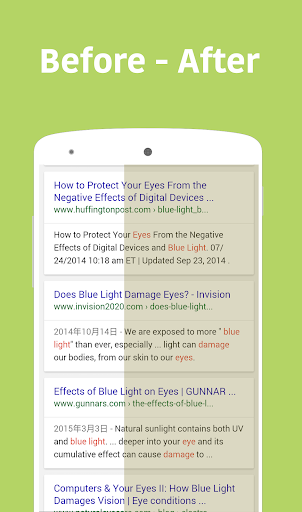 Before - After
How to Protect Your Eyes From the
Negative Effects of Digital Devices ...
www.huffingtonpost.com › blue-light_b...
How to Protect Your Eyes From the Negative
Effects of Digital Devices and Blue Light. 07/
24/2014 10:18 am ET | Updated Sep 23, 2014 .
Does Blue Light Damage Eyes? - Invision
www.invision2020.com › does-blue-light...
2014年10月14日 - We are exposed to more " blue
light" than ever, especially ... light can damage
our bodies, from our skin to our eyes.
Effects of Blue Light on Eyes | GUNNAR ...
www.gunnars.com › the-effects-of-blue-l...
2015年3月3日 - Natural sunlight contains both UV
and blue light. ... deeper into your eye and its
cumulative effect can cause damage to ...
Computers & Your Eyes II: How Blue Light
Damages Vision | Eye conditions ...